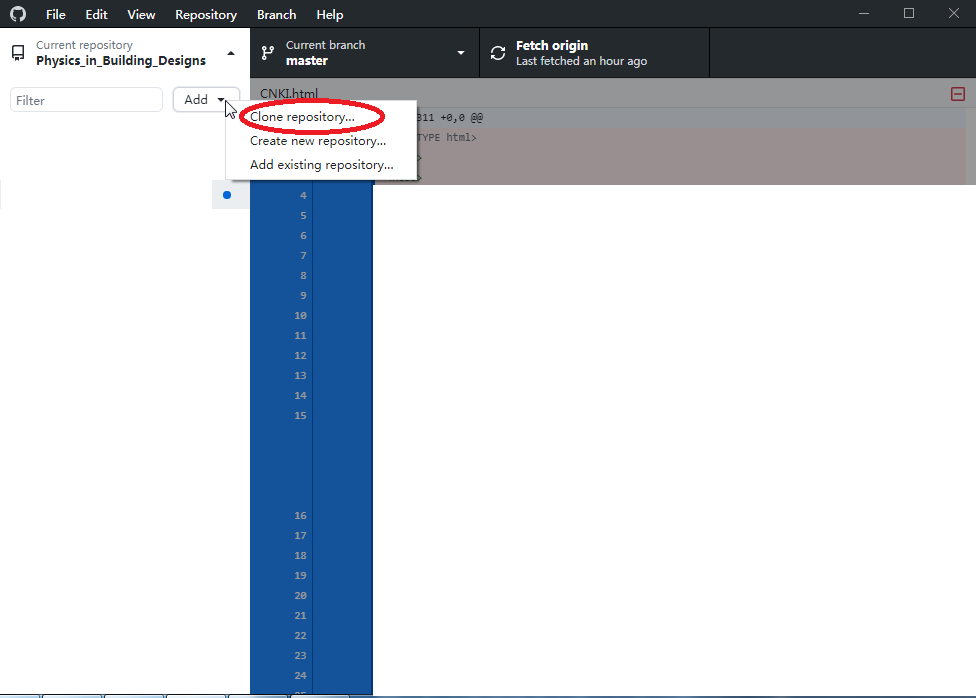 File Edit View Repository Branch Help
Current repository
Physics_in_Building_Designs
Current branch
master
Fetch origin
Last fetched an hour ago
Filter
Add
CNKI.html
Clone repository...
Create new repository...
Add existing repository...
311 +0,0 @@
TYPE html>
>
>
4
5
6
7
8
9
10
11
12
13
14
15
16
17
18
19
20
21
22
23
24